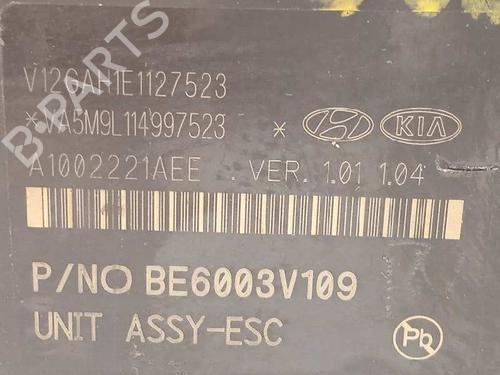 B-PARTS
V12GAH1E1127523
*VA5M9L114997523 * KIA
A1002221AEE VER. 1.01 1.04
P/NO BE6003V109
UNIT ASSY-ESC
Pb